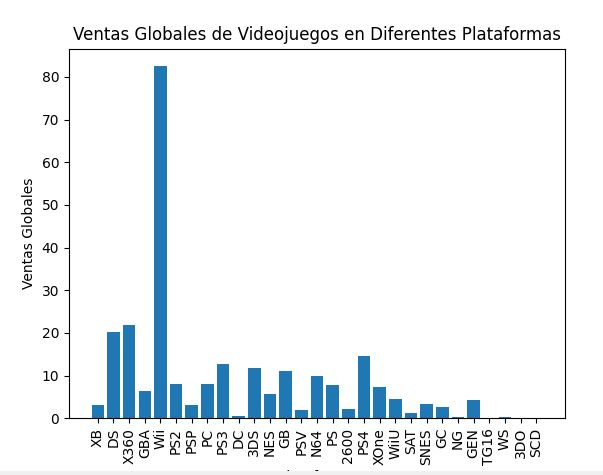 Ventas Globales de Videojuegos en Diferentes Plataformas
Ventas Globales
80
70
60
50
40
30
20
10
0
XB
DS
X360
GBA
Wii
PS2
PSP
PC
PS3
DC
3DS
NES
GB
PSV
N64
PS
2600
PS4
XOne
WiiU
SAT
SNES
GC
NG
GEN
TG16
WS
3DO
SCD